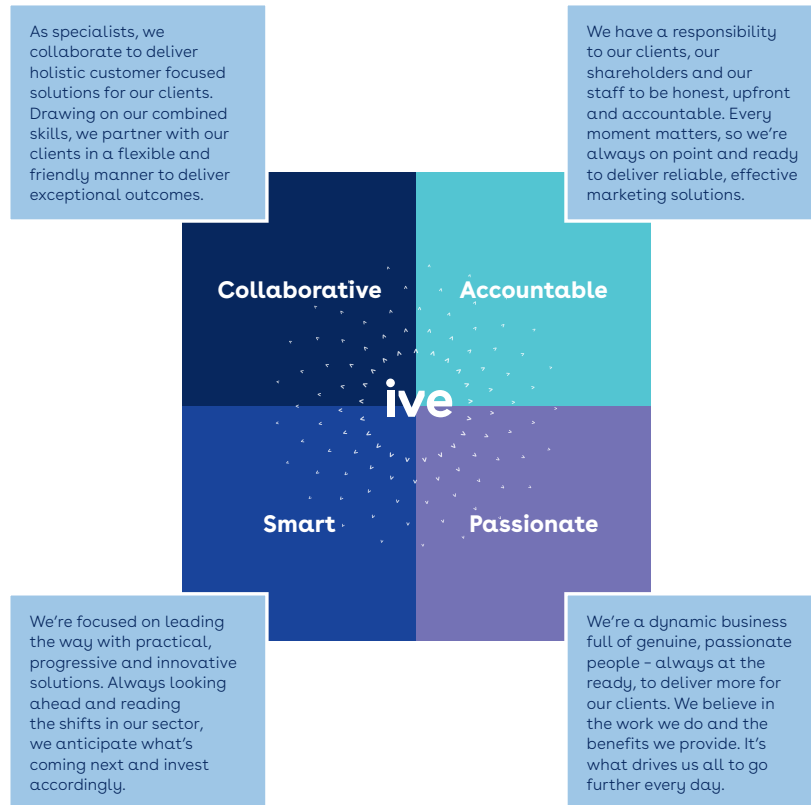 As specialists, we
collaborate to deliver
holistic customer focused
solutions for our clients.
Drawing on our combined
skills, we partner with our
clients in a flexible and
friendly manner to deliver
exceptional outcomes.
We have a responsibility
to our clients, our
shareholders and our
staff to be honest, upfront
and accountable. Every
moment matters, so we're
always on point and ready
to deliver reliable, effective
marketing solutions.
Collaborative
Accountable
ive
Smart
Passionate
We're focused on leading
the way with practical,
progressive and innovative
solutions. Always looking
ahead and reading
the shifts in our sector,
we anticipate what's
coming next and invest
accordingly.
We're a dynamic business
full of genuine, passionate
people – always at the
ready, to deliver more for
our clients. We believe in
the work we do and the
benefits we provide. It's
what drives us all to go
further every day.